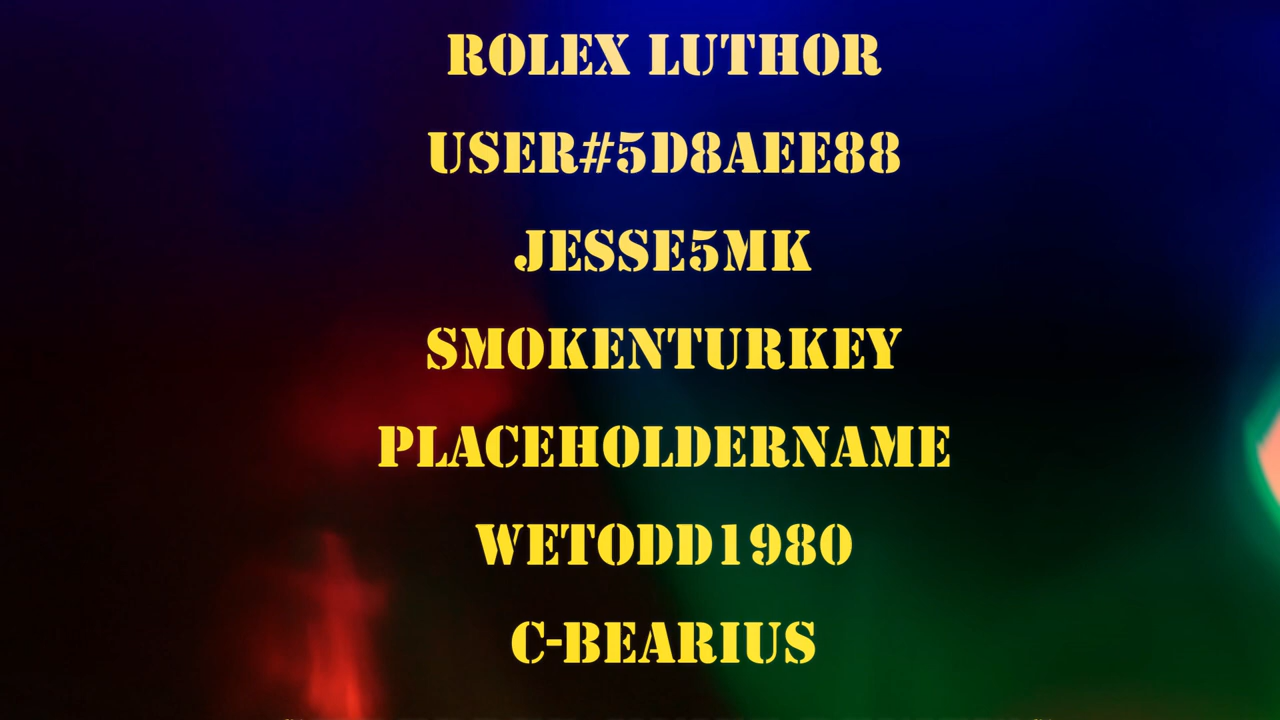 ROLEX LUTHOR
USER#5D8AEE88
JESSE5MK
SMOKENTURKEY
PLACEHOLDERNAME
WETODD1980
C-BEARIUS